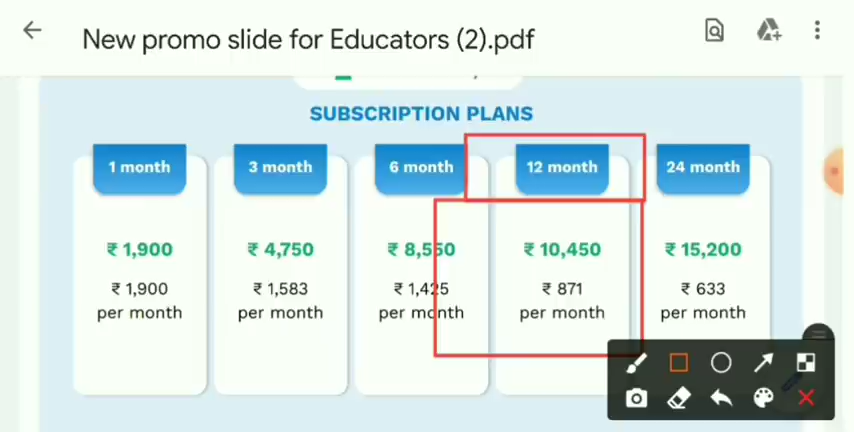 New promo slide for Educators (2).pdf
SUBSCRIPTION PLANS
1 month
3 month
6 month
12 month
24 month
₹ 1,900
₹ 4,750
₹ 8,550
₹ 10,450
₹ 15,200
₹ 1,900
₹ 1,583
₹ 1,425
₹ 871
₹ 633
per month
per month
per month
per month
per month